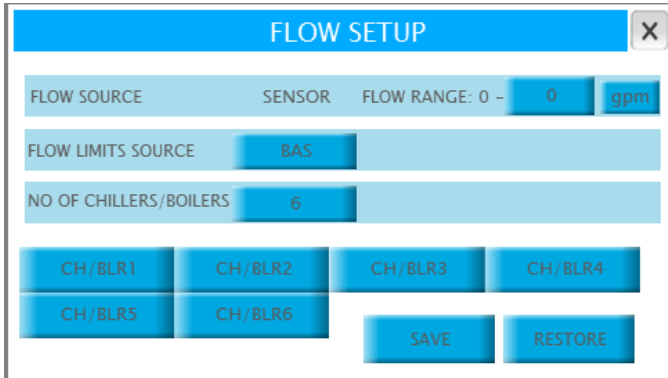 FLOW SETUP X
FLOW SOURCE SENSOR FLOW RANGE: 0 - 0 gpm
FLOW LIMITS SOURCE BAS
NO OF CHILLERS/BOILERS 6
CH/BLR1 CH/BLR2 CH/BLR3 CH/BLR4
CH/BLR5 CH/BLR6
SAVE RESTORE